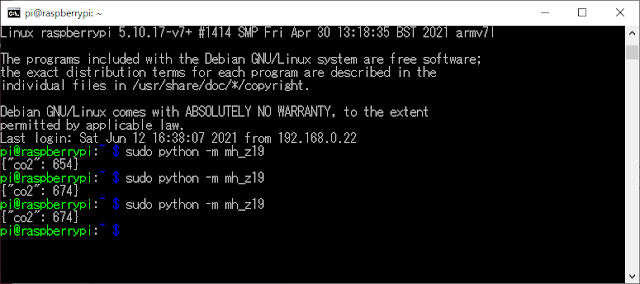 pi@raspberrypi: ~
Linux raspberrypi 5.10.17-v7+ #1414 SMP Fri Apr 30 13:18:35 BST 2021 armv7l

The programs included with the Debian GNU/Linux system are free software;
the exact distribution terms for each program are described in the
individual files in /usr/share/doc/*/copyright.

Debian GNU/Linux comes with ABSOLUTELY NO WARRANTY, to the extent
permitted by applicable law.
Last login: Sat Jun 12 16:38:07 2021 from 192.168.0.22
pi@raspberrypi:~ $ sudo python -m mh_z19
{"co2": 654}
pi@raspberrypi:~ $ sudo python -m mh_z19
{"co2": 674}
pi@raspberrypi:~ $ sudo python -m mh_z19
{"co2": 674}
pi@raspberrypi:~ $